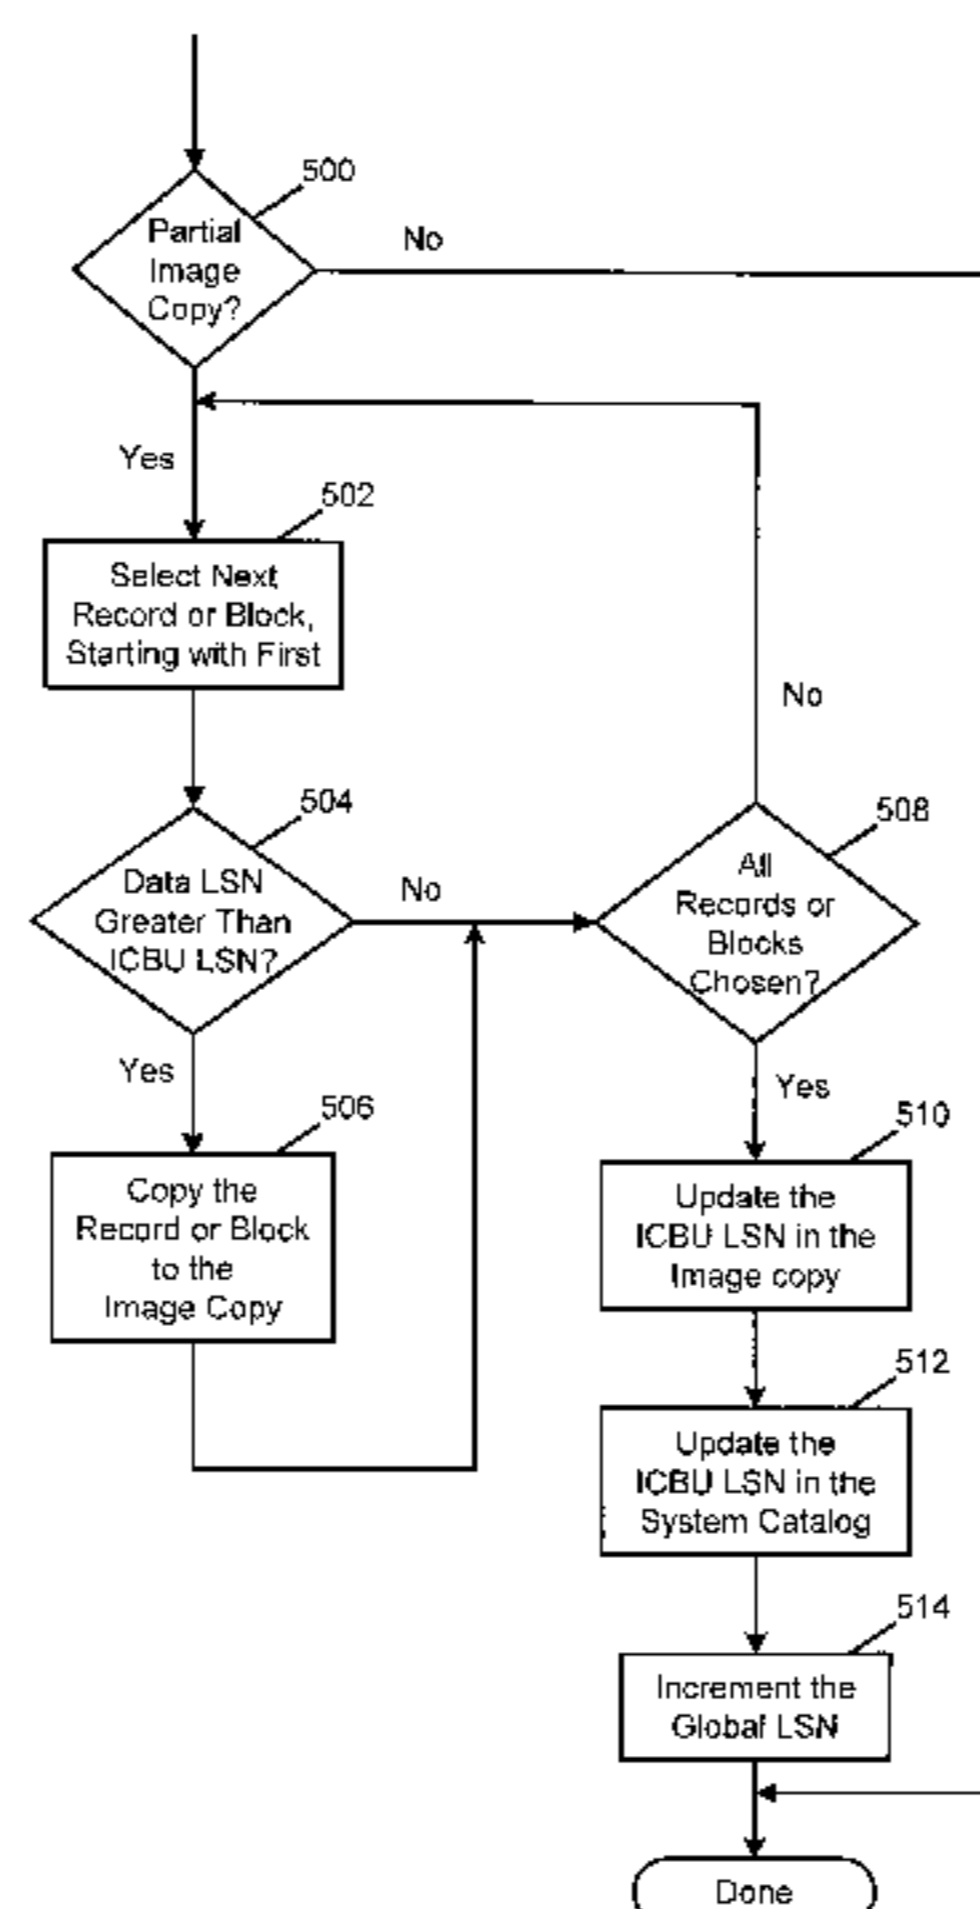 500
Partial
Image
Copy?
No
Yes
502
Select Next
Record or Block,
Starting with First
No
504
Data LSN
Greater Than
ICBU LSN?
No
508
All
Records or
Blocks
Chosen?
Yes
Yes
506
Copy the
Record or Block
to the
Image Copy
510
Update the
ICBU LSN in the
Image copy
512
Update the
ICBU LSN in the
System Catalog
514
Increment the
Global LSN
Done